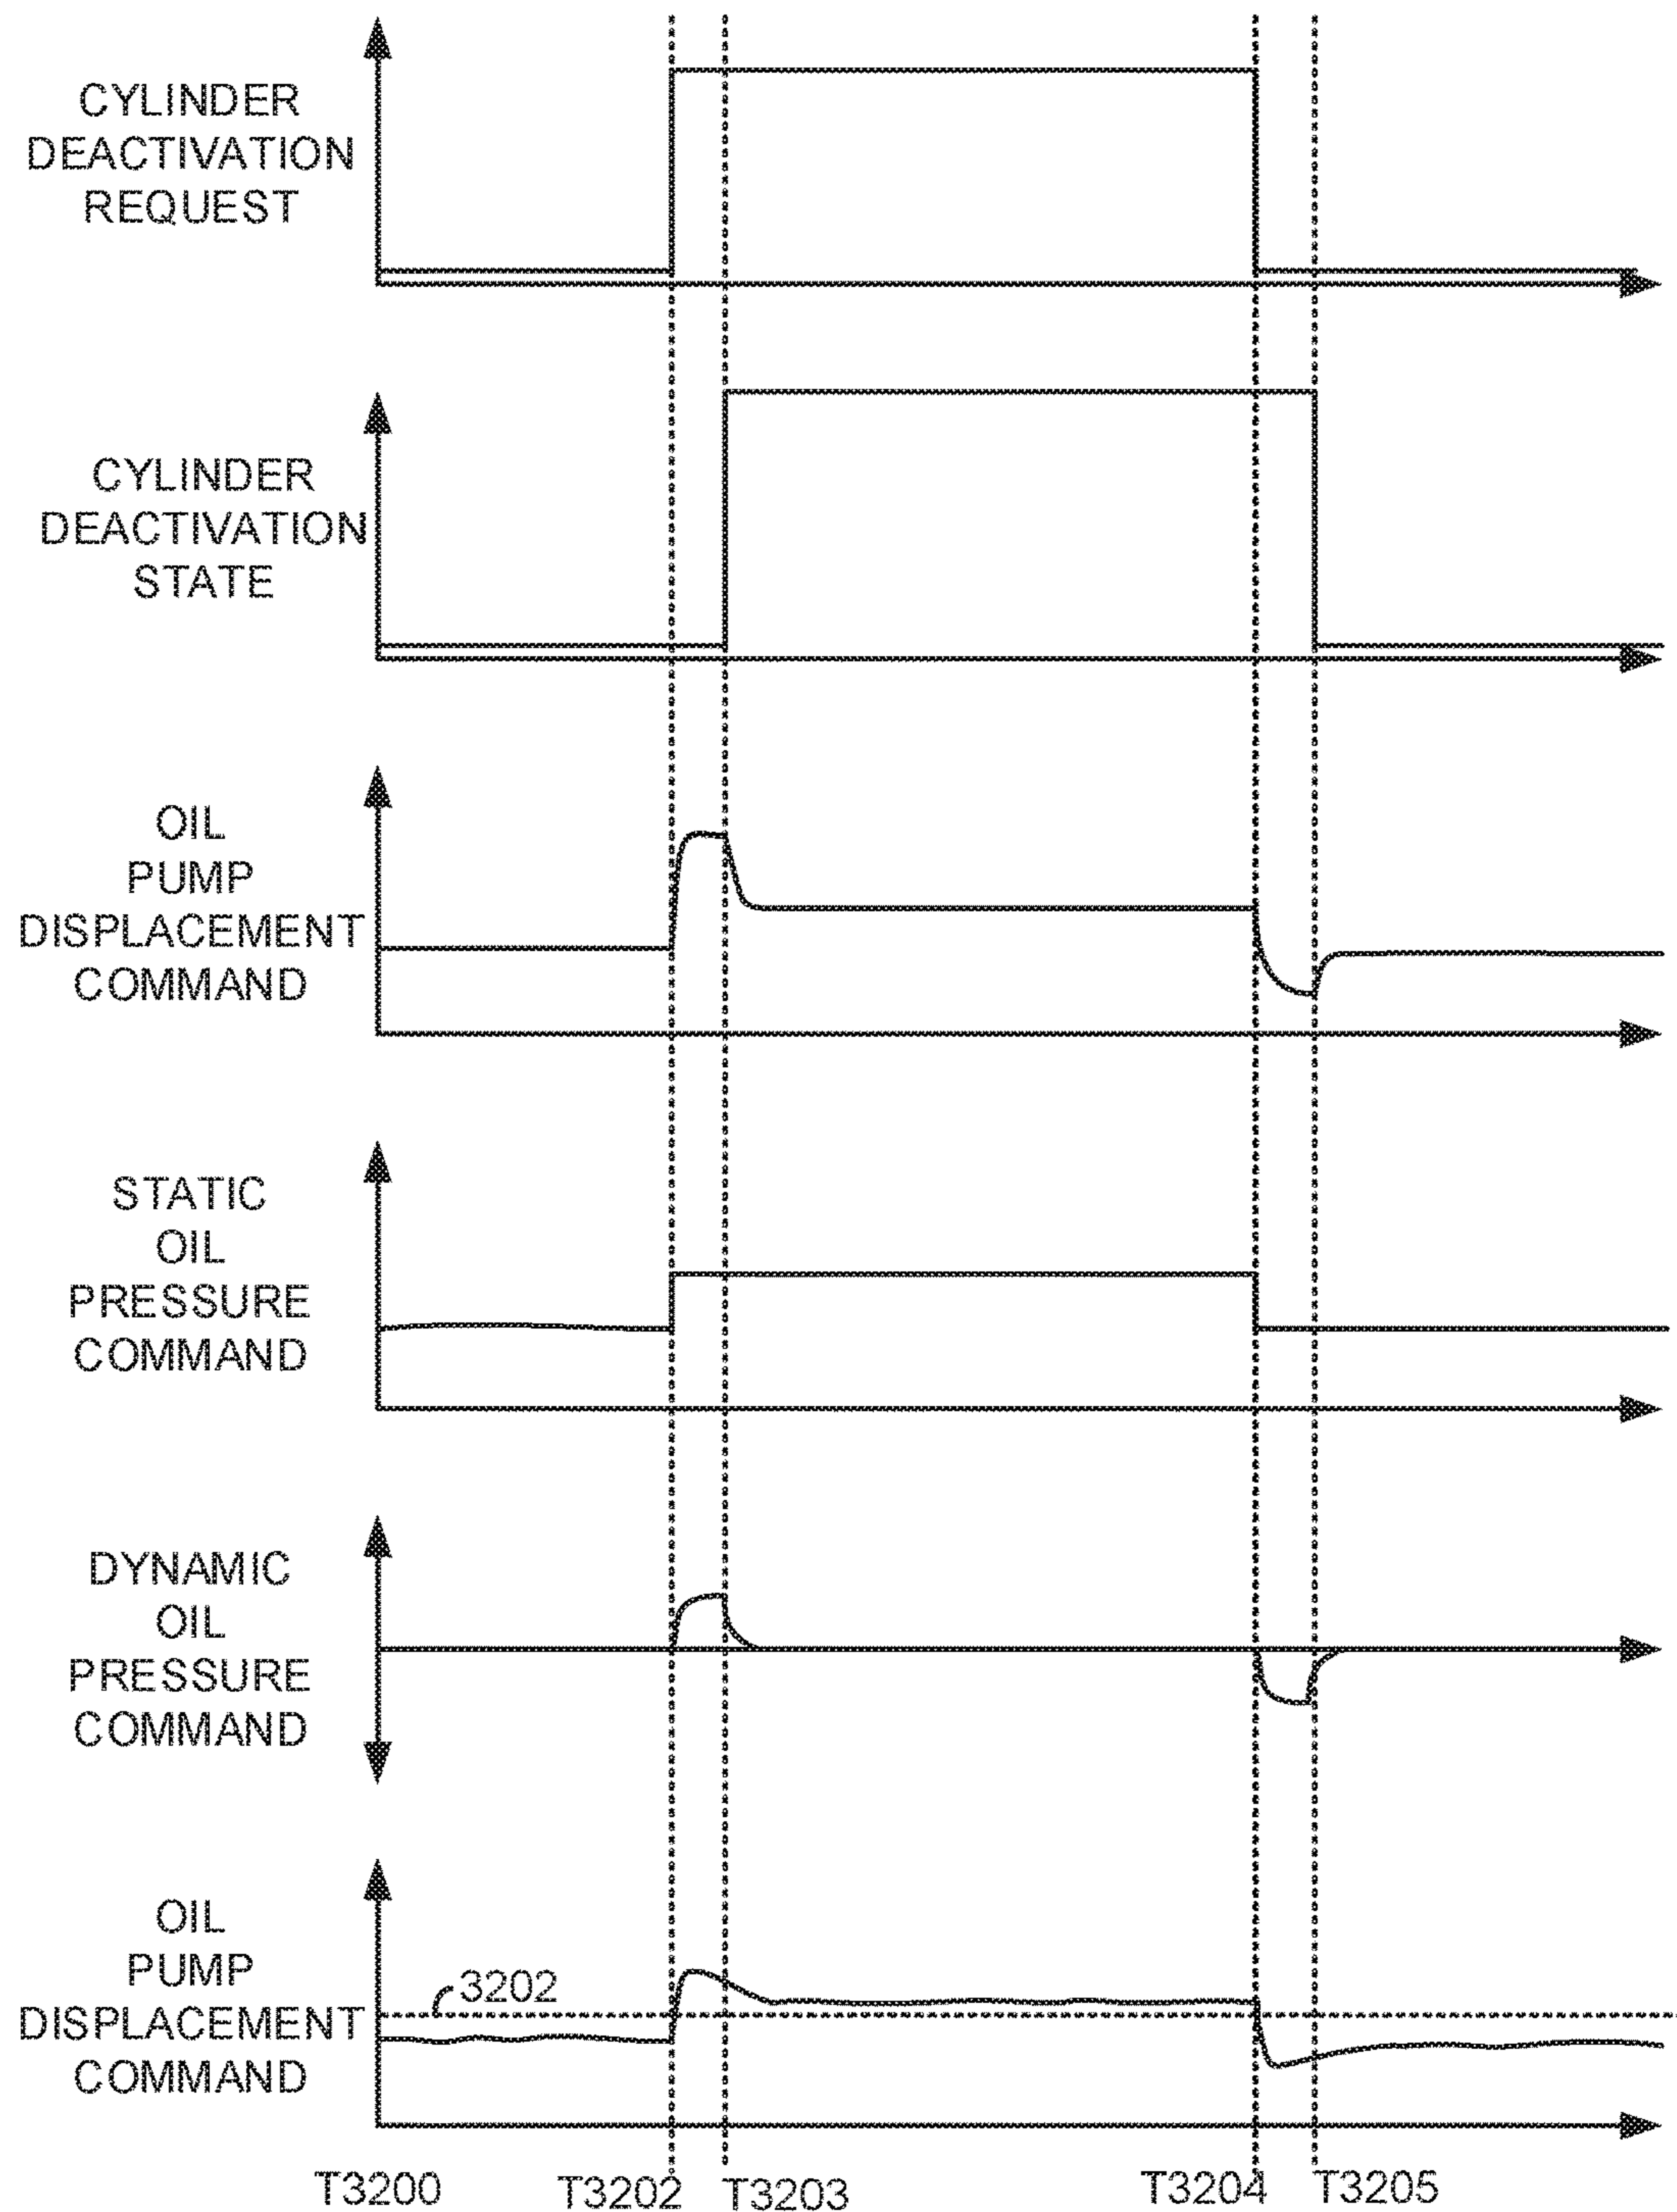 CYLINDER
DEACTIVATION
REQUEST
CYLINDER
DEACTIVATION
STATE
OIL
PUMP
DISPLACEMENT
COMMAND
STATIC
OIL
PRESSURE
COMMAND
DYNAMIC
OIL
PRESSURE
COMMAND
OIL
PUMP
DISPLACEMENT
COMMAND
3202
T3200 T3202 T3203 T3204 T3205